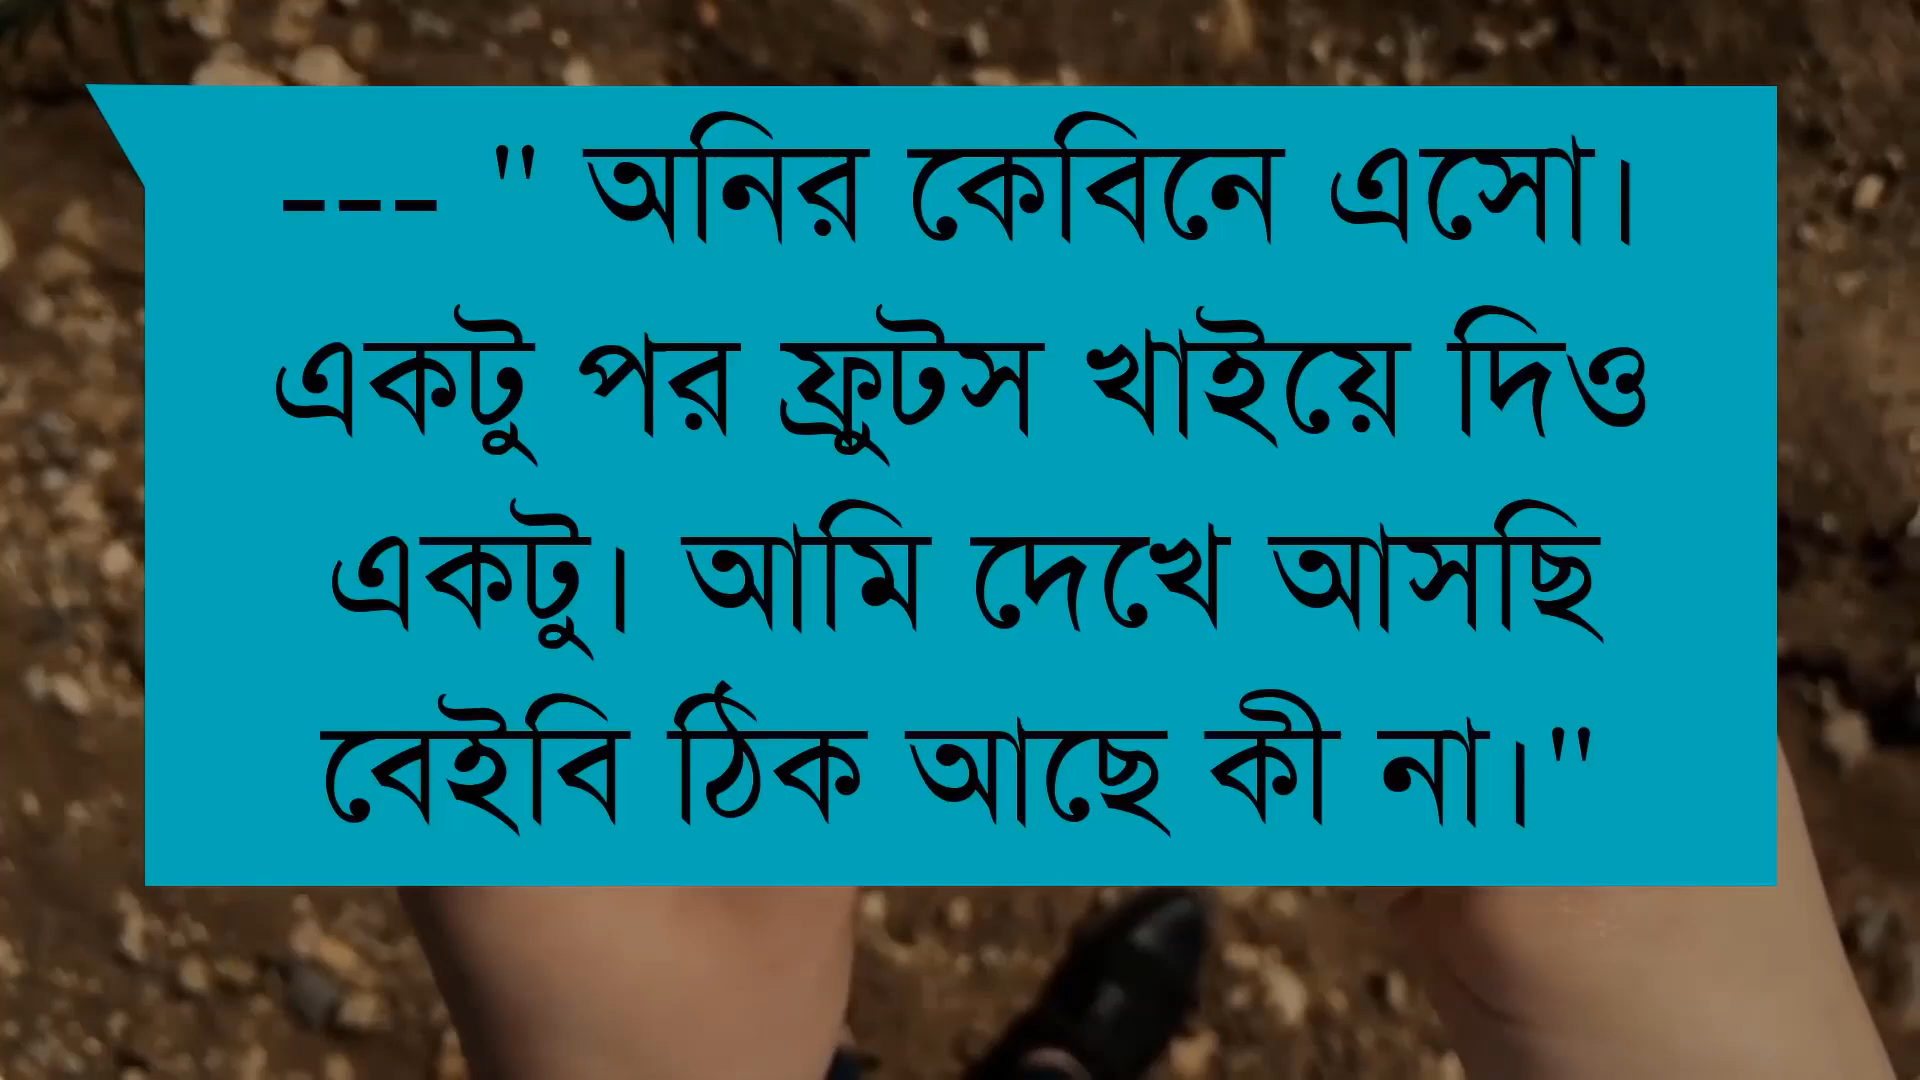 --- " অনির কেবিনে এসো।
একটু পর ফ্রুটস খাইয়ে দিও
একটু। আমি দেখে আসছি
বেইবি ঠিক আছে কী না।"